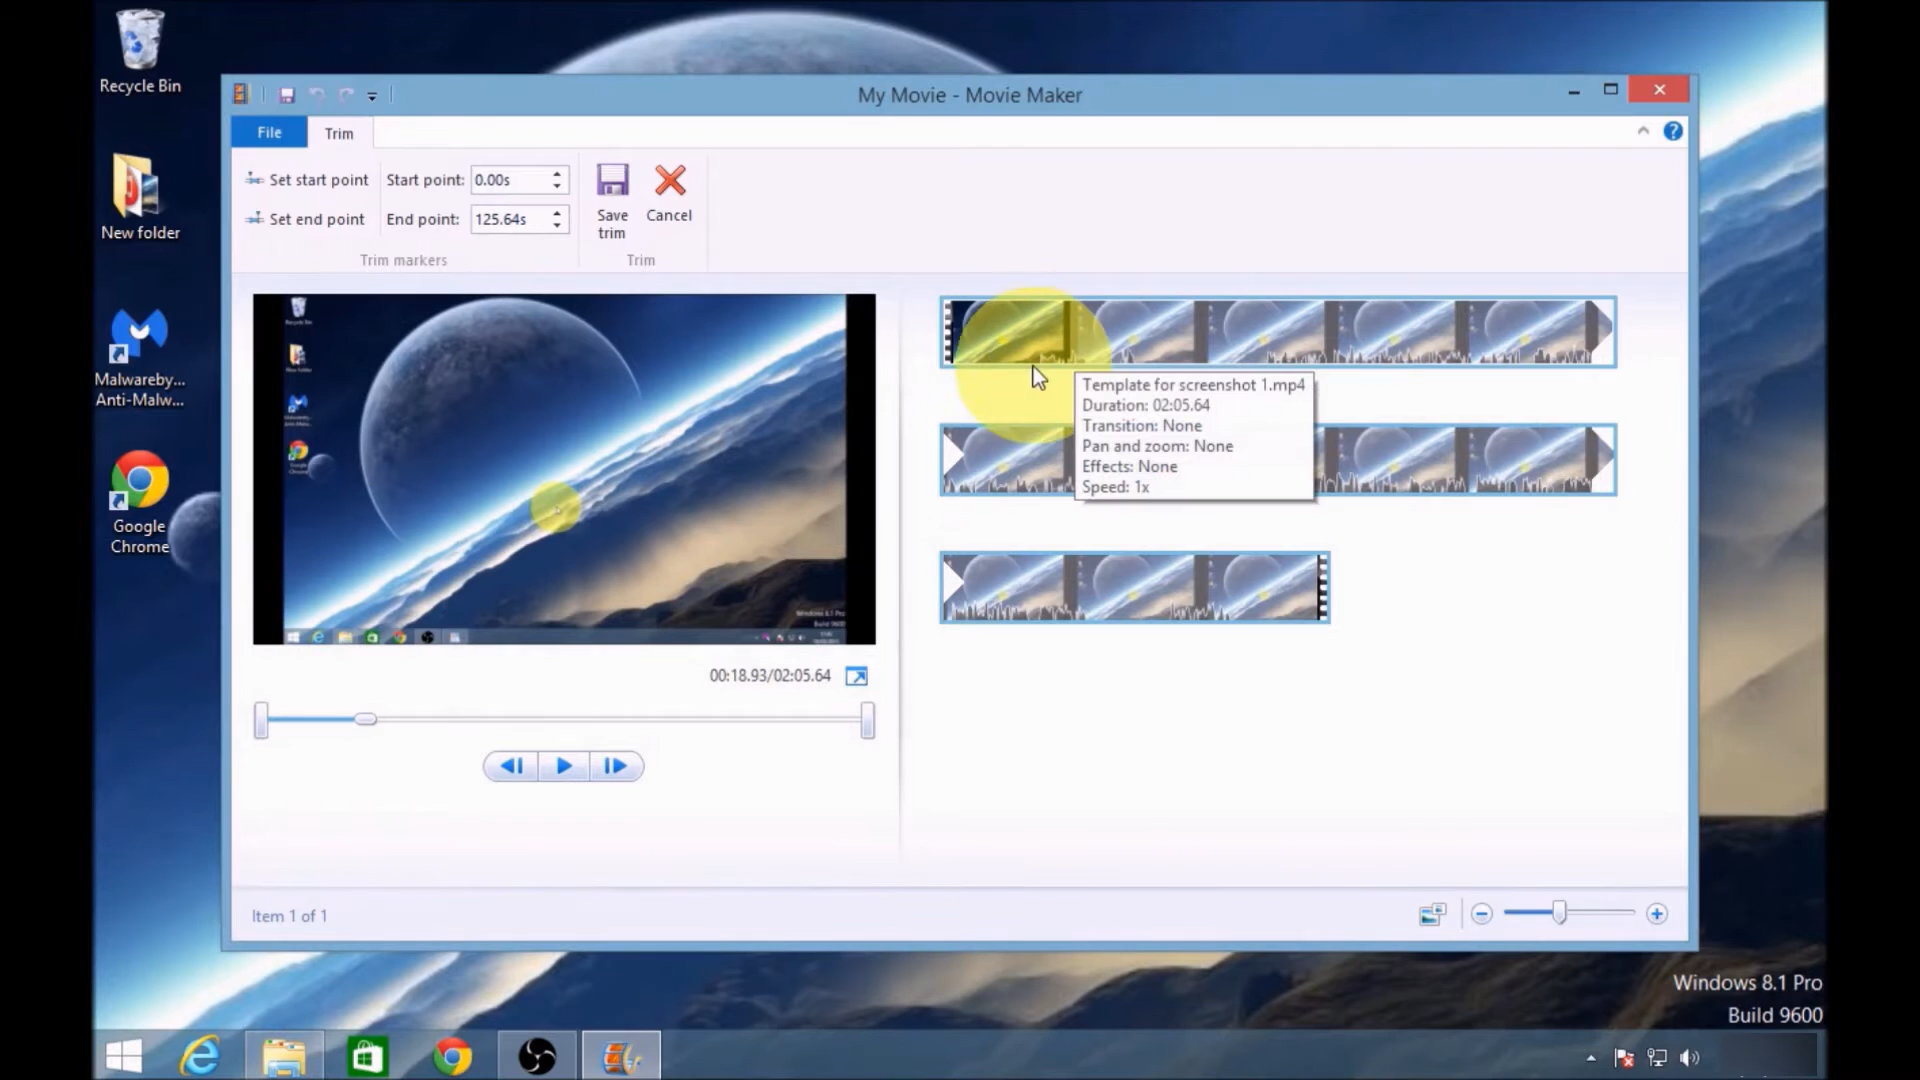 Recycle Bin
My Movie - Movie Maker
File
Trim
New folder
Set start point
Start point: 0.00s
Set end point
End point: 125.64s
Save trim
Cancel
Trim markers
Trim
Malwareby...
Anti-Malw...
Google
Chrome
Template for screenshot 1.mp4
Duration: 02:05.64
Transition: None
Pan and zoom: None
Effects: None
Speed: 1x
00:18.93/02:05.64
Item 1 of 1
Windows 8.1 Pro
Build 9600